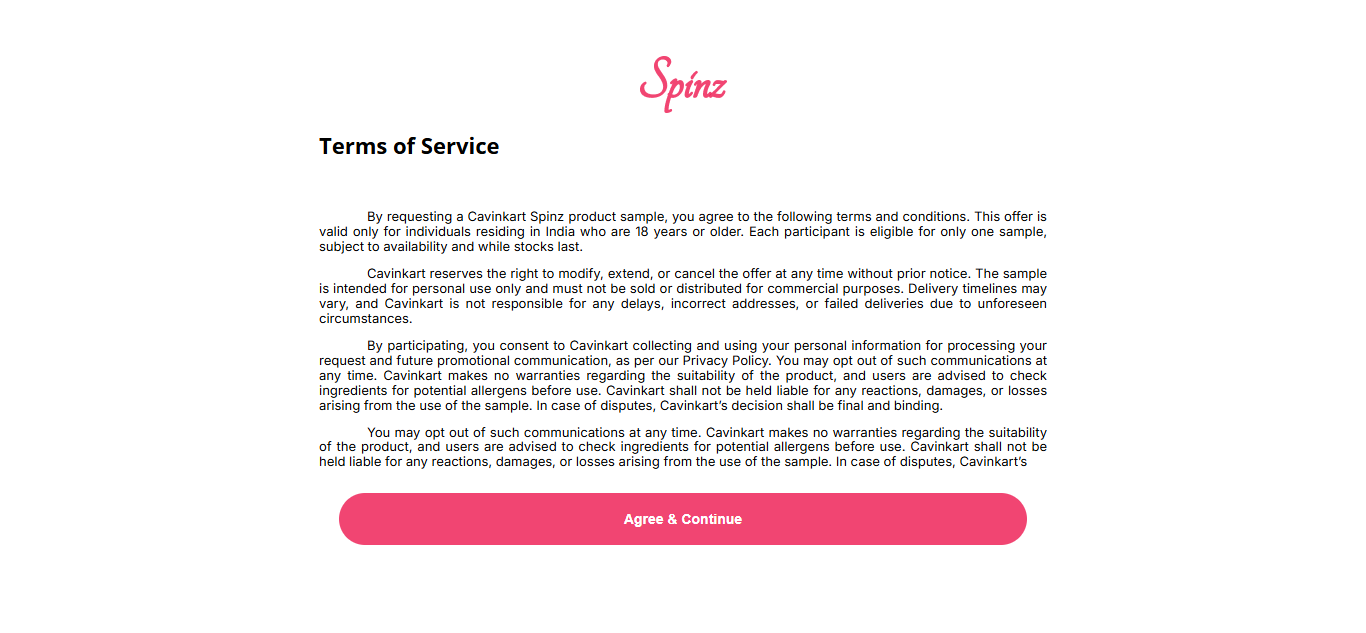 Spinz
Terms of Service
By requesting a Cavinkart Spinz product sample, you agree to the following terms and conditions. This offer is
valid only for individuals residing in India who are 18 years or older. Each participant is eligible for only one sample,
subject to availability and while stocks last.
Cavinkart reserves the right to modify, extend, or cancel the offer at any time without prior notice. The sample
is intended for personal use only and must not be sold or distributed for commercial purposes. Delivery timelines may
vary, and Cavinkart is not responsible for any delays, incorrect addresses, or failed deliveries due to unforeseen
circumstances.
By participating, you consent to Cavinkart collecting and using your personal information for processing your
request and future promotional communication, as per our Privacy Policy. You may opt out of such communications at
any time. Cavinkart makes no warranties regarding the suitability of the product, and users are advised to check
ingredients for potential allergens before use. Cavinkart shall not be held liable for any reactions, damages, or losses
arising from the use of the sample. In case of disputes, Cavinkart’s decision shall be final and binding.
You may opt out of such communications at any time. Cavinkart makes no warranties regarding the suitability
of the product, and users are advised to check ingredients for potential allergens before use. Cavinkart shall not be
held liable for any reactions, damages, or losses arising from the use of the sample. In case of disputes, Cavinkart’s
Agree & Continue